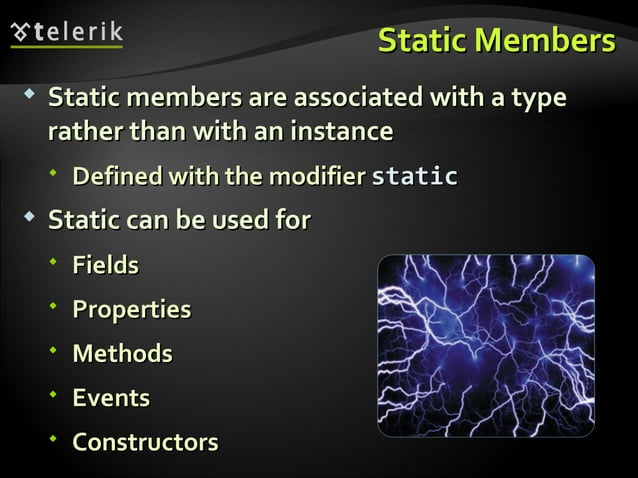 telerik
Static Members
Static members are associated with a type
rather than with an instance
Defined with the modifier static
Static can be used for
Fields
Properties
Methods
Events
Constructors